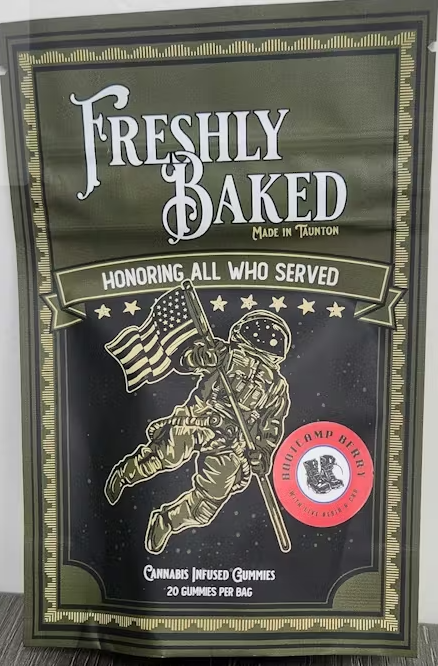 FRESHLY
BAKED
MADE IN TAUNTON
HONORING ALL WHO SERVED
BOOTCAMP BERRY
CANNABIS INFUSED GUMMIES
20 GUMMIES PER BAG